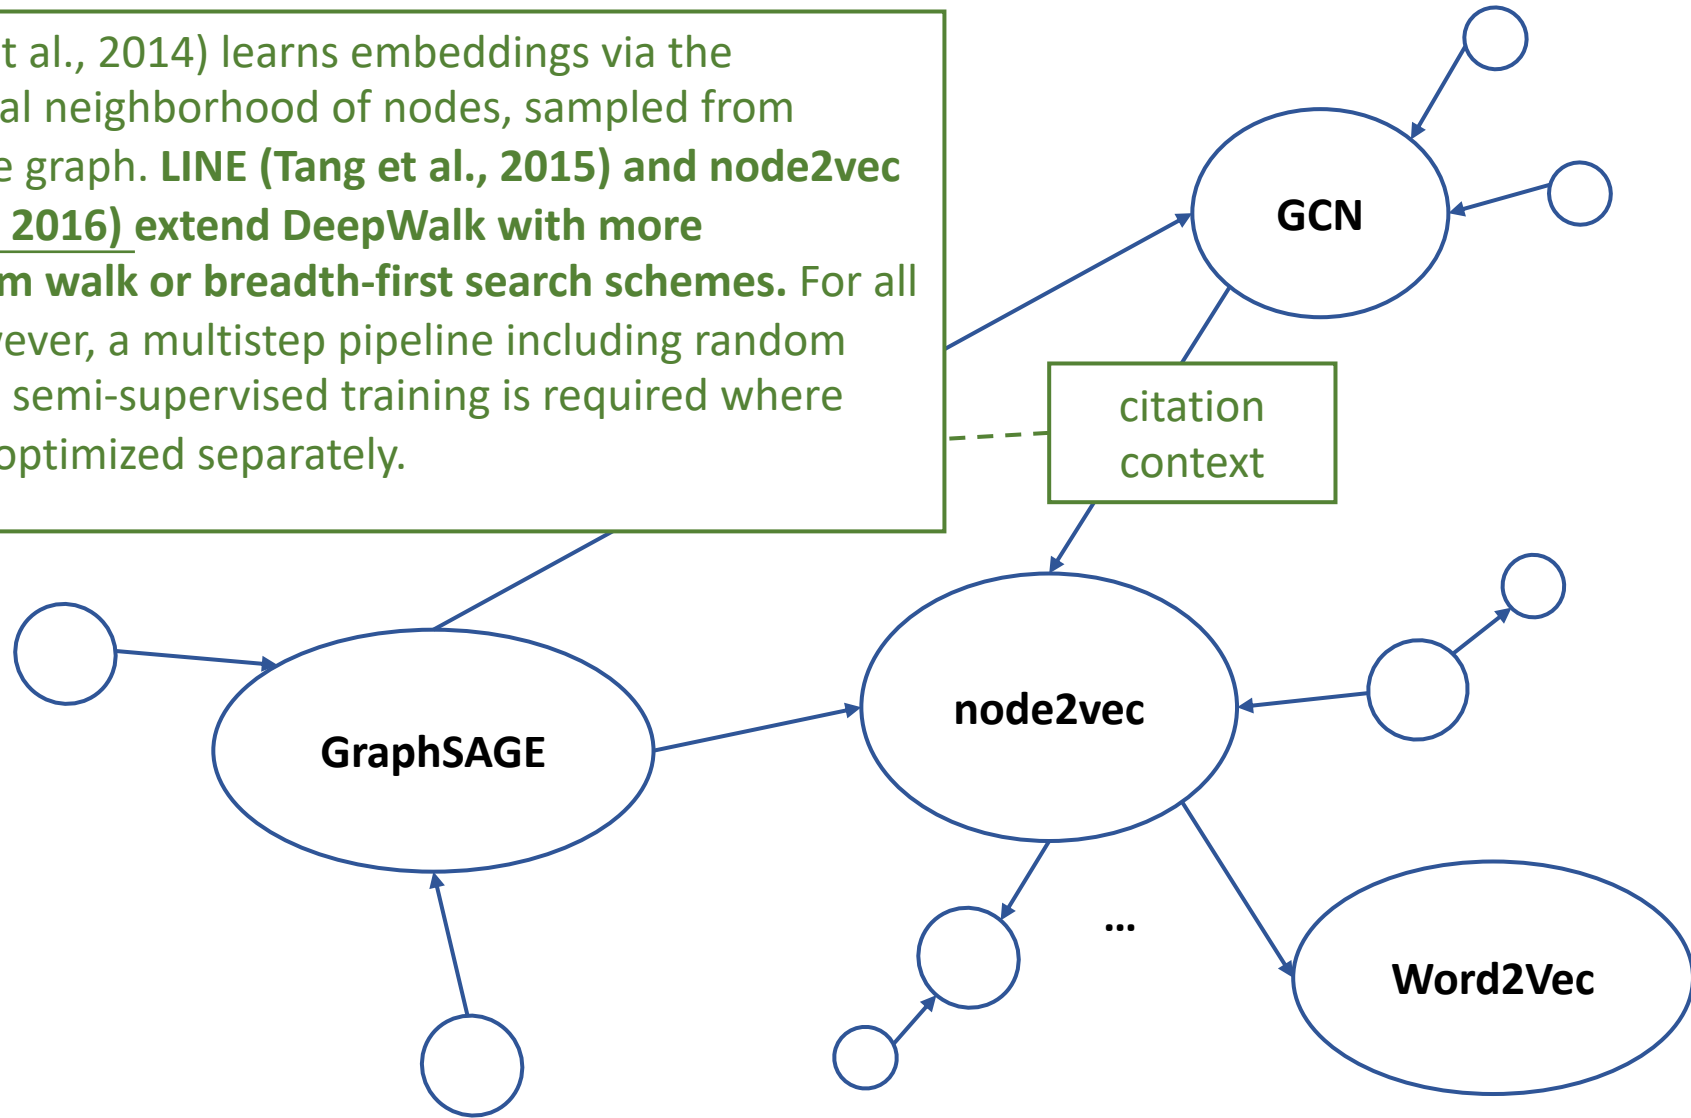 t al., 2014) learns embeddings via the
al neighborhood of nodes, sampled from
e graph. LINE (Tang et al., 2015) and node2vec
2016) extend DeepWalk with more
m walk or breadth-first search schemes. For all
ever, a multistep pipeline including random
semi-supervised training is required where
optimized separately.
GCN
citation
context
node2vec
GraphSAGE
...
Word2Vec